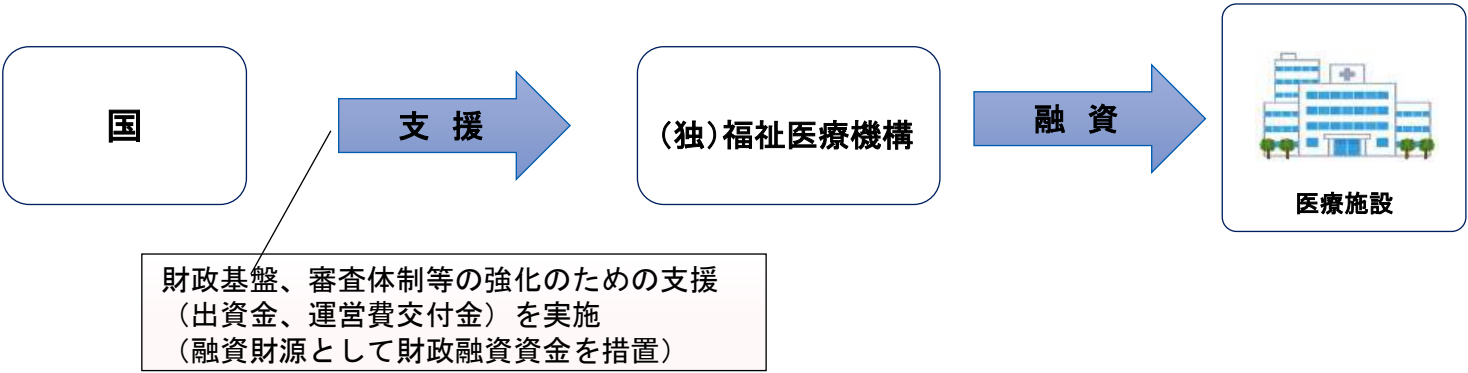 国
支 援
（独）福祉医療機構
融 資
医療施設
財政基盤、審査体制等の強化のための支援
（出資金、運営費交付金）を実施
（融資財源として財政融資資金を措置）